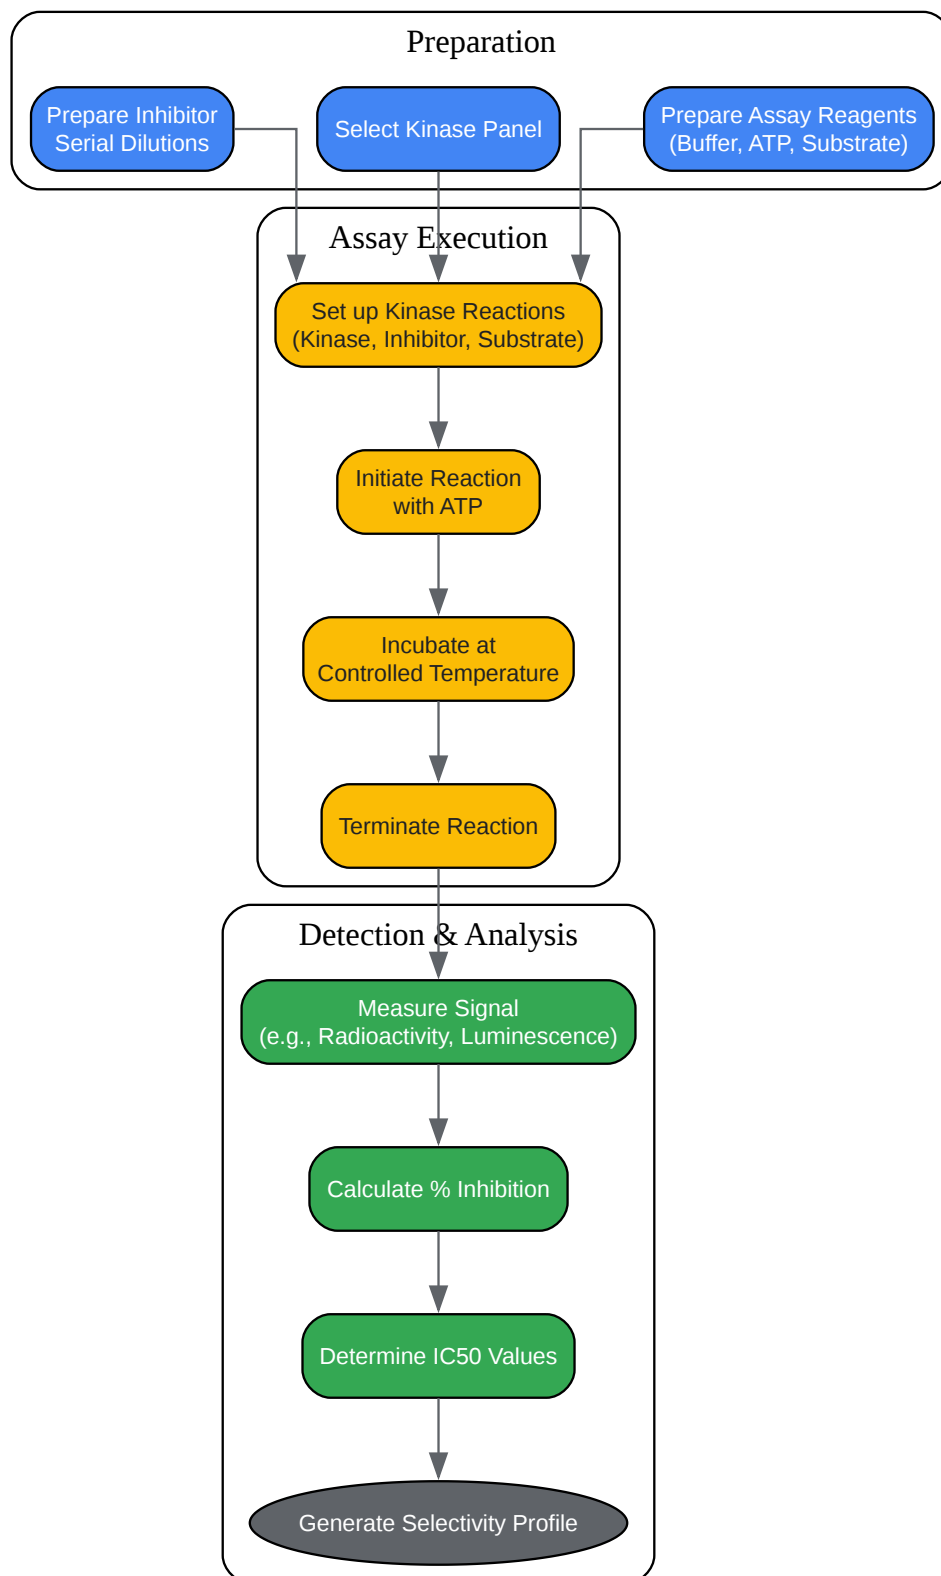 Preparation
Prepare Inhibitor
Serial Dilutions
Select Kinase Panel
Prepare Assay Reagents
(Buffer, ATP, Substrate)
Assay Execution
Set up Kinase Reactions
(Kinase, Inhibitor, Substrate)
Initiate Reaction
with ATP
Incubate at
Controlled Temperature
Terminate Reaction
Detection & Analysis
Measure Signal
(e.g., Radioactivity, Luminescence)
Calculate % Inhibition
Determine IC50 Values
Generate Selectivity Profile